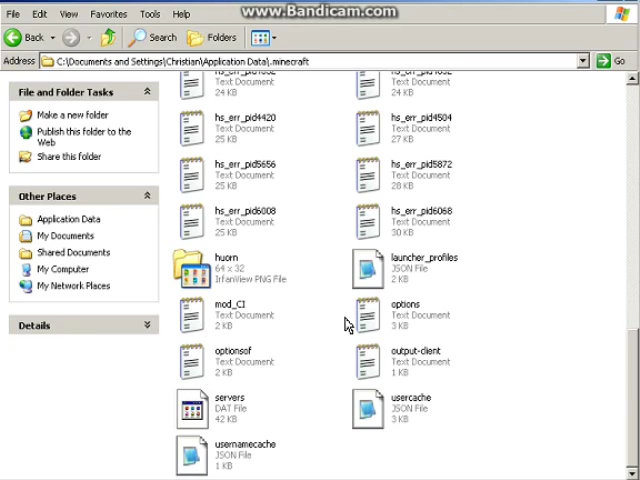 www.Bandicam.com
File Edit View Favorites Tools Help
Back Search Folders
Address C:\Documents and Settings\Christian\Application Data\.minecraft Go
File and Folder Tasks
Make a new folder
Publish this folder to the
Web
Share this folder
Other Places
Application Data
My Documents
Shared Documents
My Computer
My Network Places
Details
Text Document
24 KB
Text Document
24 KB
hs_err_pid4420
Text Document
25 KB
hs_err_pid4504
Text Document
27 KB
hs_err_pid5656
Text Document
25 KB
hs_err_pid5872
Text Document
28 KB
hs_err_pid6008
Text Document
25 KB
hs_err_pid6068
Text Document
30 KB
huorn
64 x 32
IrfanView PNG File
launcher_profiles
JSON File
2 KB
mod_CI
Text Document
2 KB
options
Text Document
3 KB
optionsof
Text Document
2 KB
output-client
Text Document
1 KB
servers
DAT File
42 KB
usercache
JSON File
3 KB
usernamecache
JSON File
1 KB